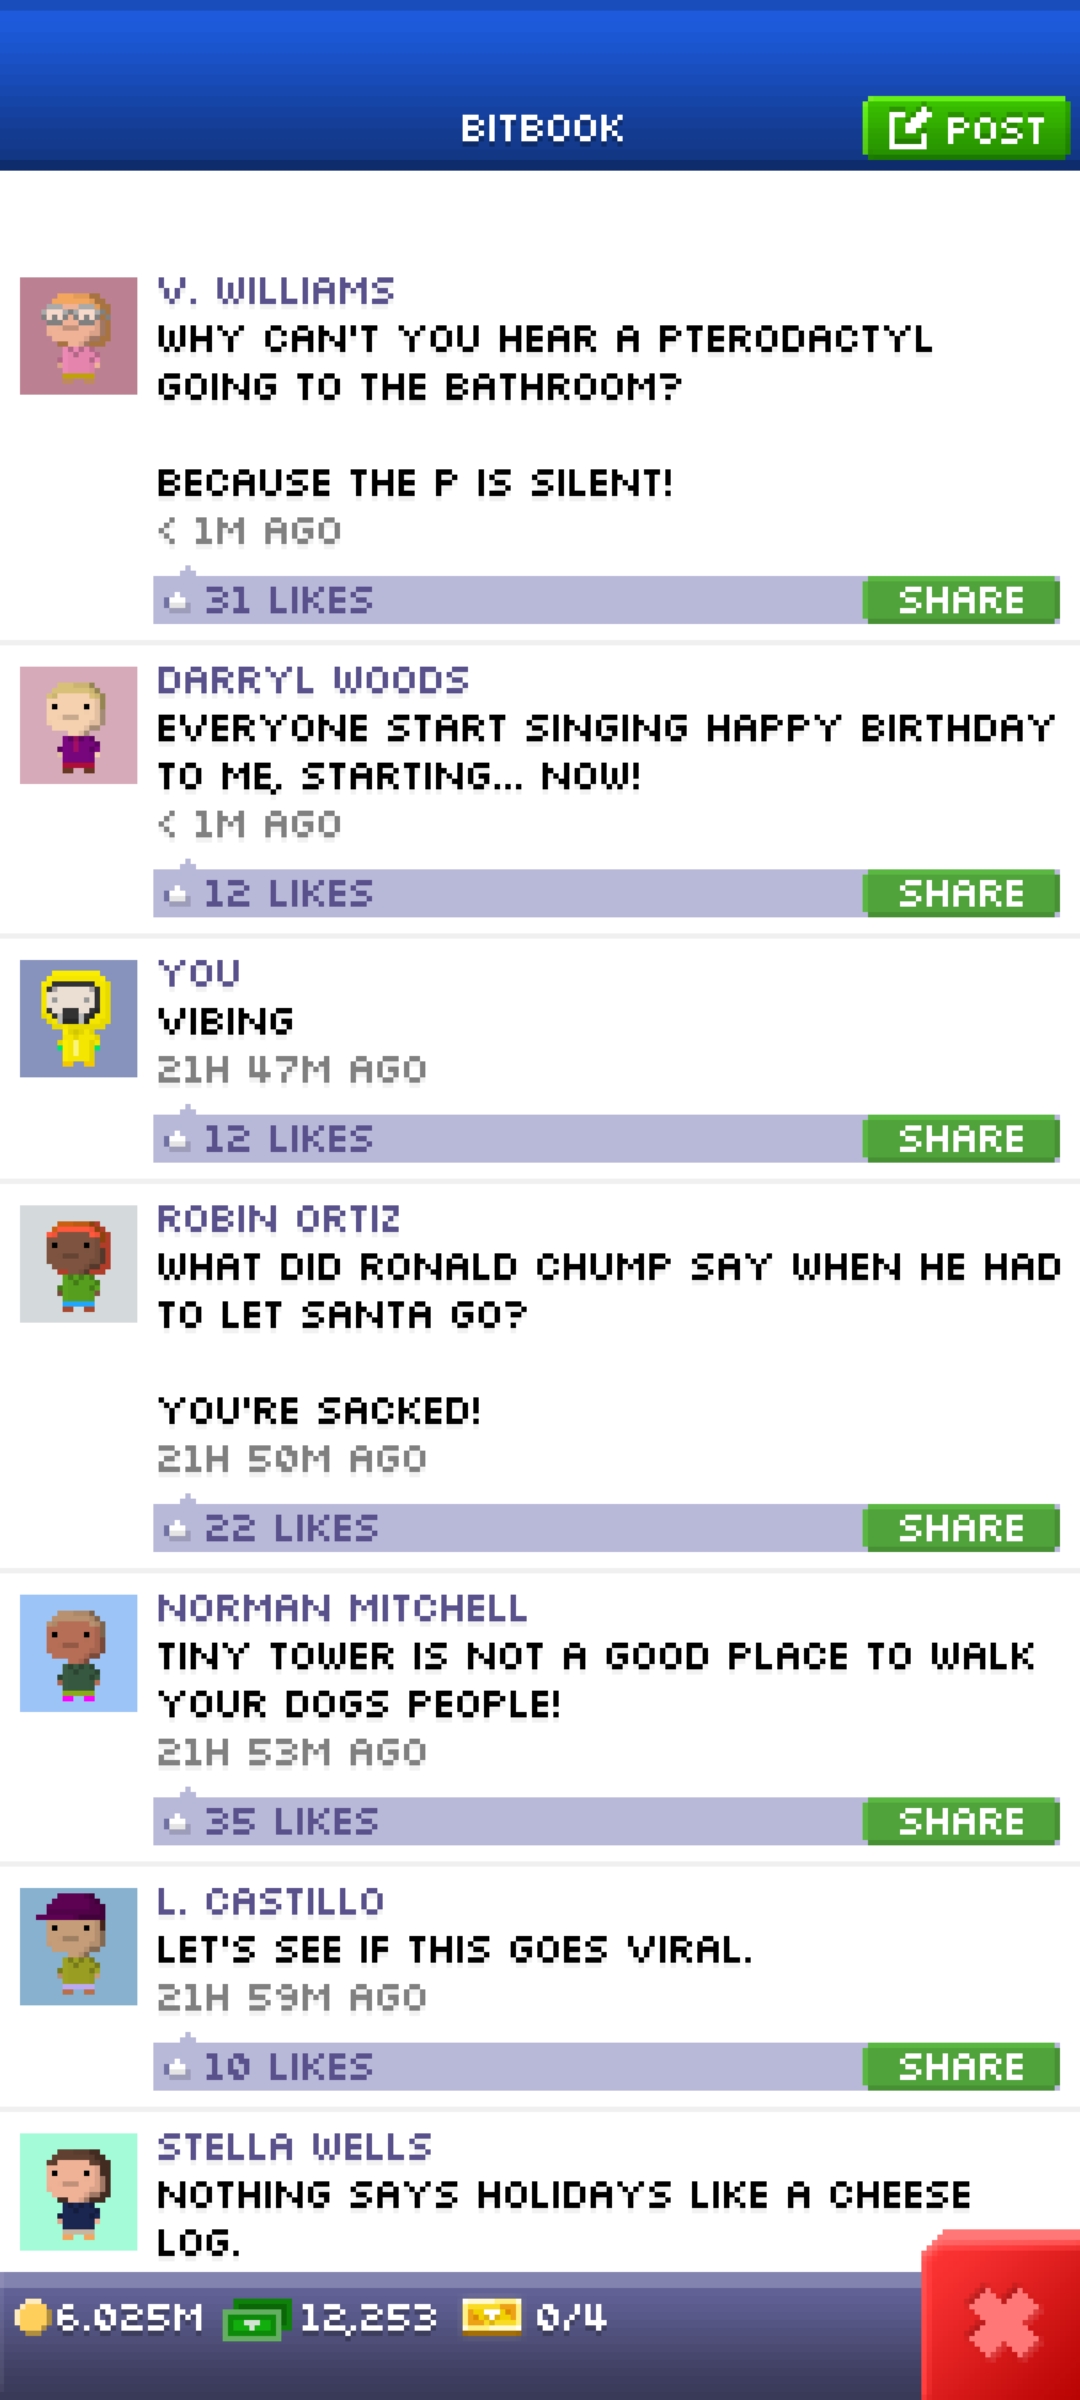 BITBOOK
POST
V. WILLIAMS
WHY CAN'T YOU HEAR A PTERODACTYL
GOING TO THE BATHROOM?
BECAUSE THE P IS SILENT!
< 1M AGO
31 LIKES
SHARE
DARRYL WOODS
EVERYONE START SINGING HAPPY BIRTHDAY
TO ME, STARTING... NOW!
< 1M AGO
12 LIKES
SHARE
YOU
VIBING
21H 47M AGO
12 LIKES
SHARE
ROBIN ORTIZ
WHAT DID RONALD CHUMP SAY WHEN HE HAD
TO LET SANTA GO?
YOU'RE SACKED!
21H 50M AGO
22 LIKES
SHARE
NORMAN MITCHELL
TINY TOWER IS NOT A GOOD PLACE TO WALK
YOUR DOGS PEOPLE!
21H 53M AGO
35 LIKES
SHARE
L. CASTILLO
LET'S SEE IF THIS GOES VIRAL.
21H 59M AGO
10 LIKES
SHARE
STELLA WELLS
NOTHING SAYS HOLIDAYS LIKE A CHEESE
LOG.
6.025M 12,253 0/4